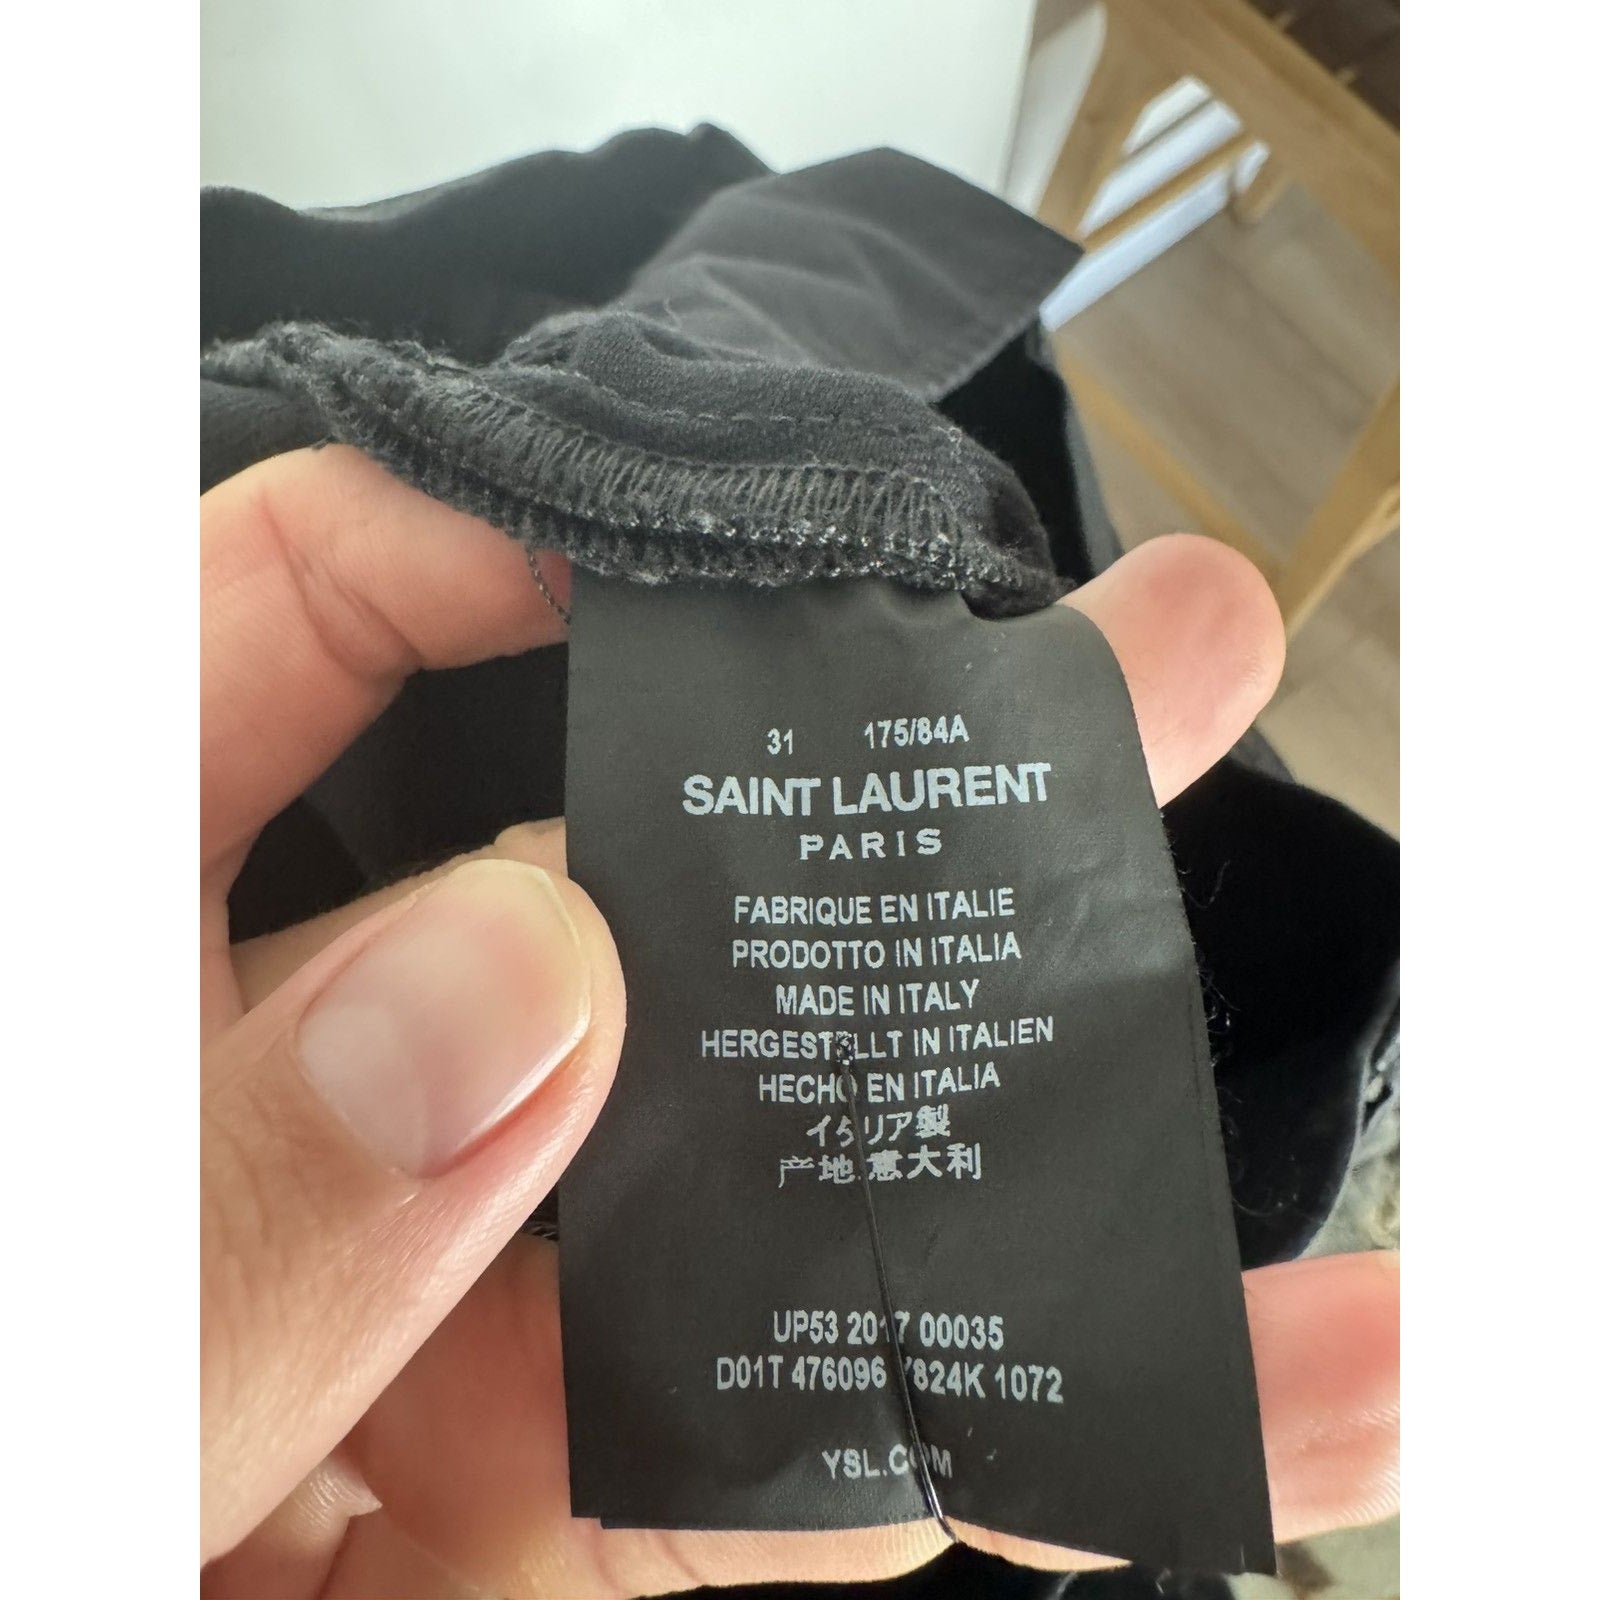 31 175/84A
SAINT LAURENT
PARIS
FABRIQUE EN ITALIE
PRODOTTO IN ITALIA
MADE IN ITALY
HERGESTELLT IN ITALIEN
HECHO EN ITALIA
イタリア製
产地意大利
UP53 2017 00035
D01T 476096 Y824K 1072
YSL.COM